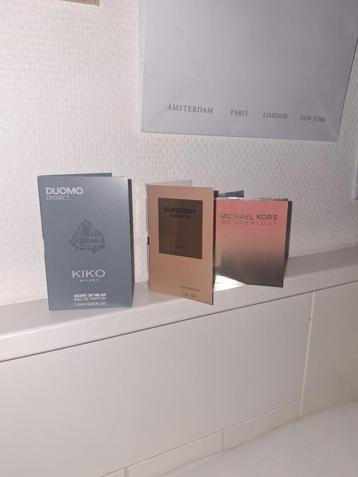 AMSTERDAM PARIS LONDON NEW YORK
DUOMO
DISTRICT
KIKO
MILANO
SCENT OF MILAN
EAU DE PARFUM
BURBERRY
MICHAEL KORS
WONDERLUST